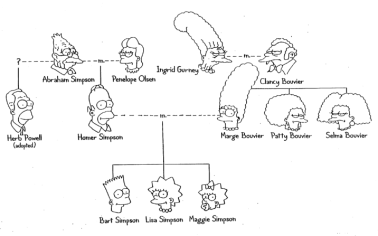 ?
m
m
Abraham Simpson
Penelope Olsen
Ingrid Gurney
Clancy Bouvier
m
Herb Powell
(adopted)
Homer Simpson
Marge Bouvier
Patty Bouvier
Selma Bouvier
Bart Simpson
Lisa Simpson
Maggie Simpson